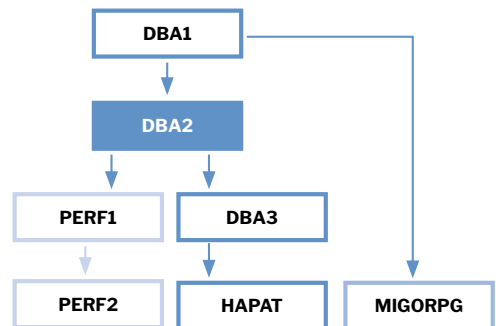 DBA1
DBA2
PERF1
DBA3
PERF2
HAPAT
MIGORPG